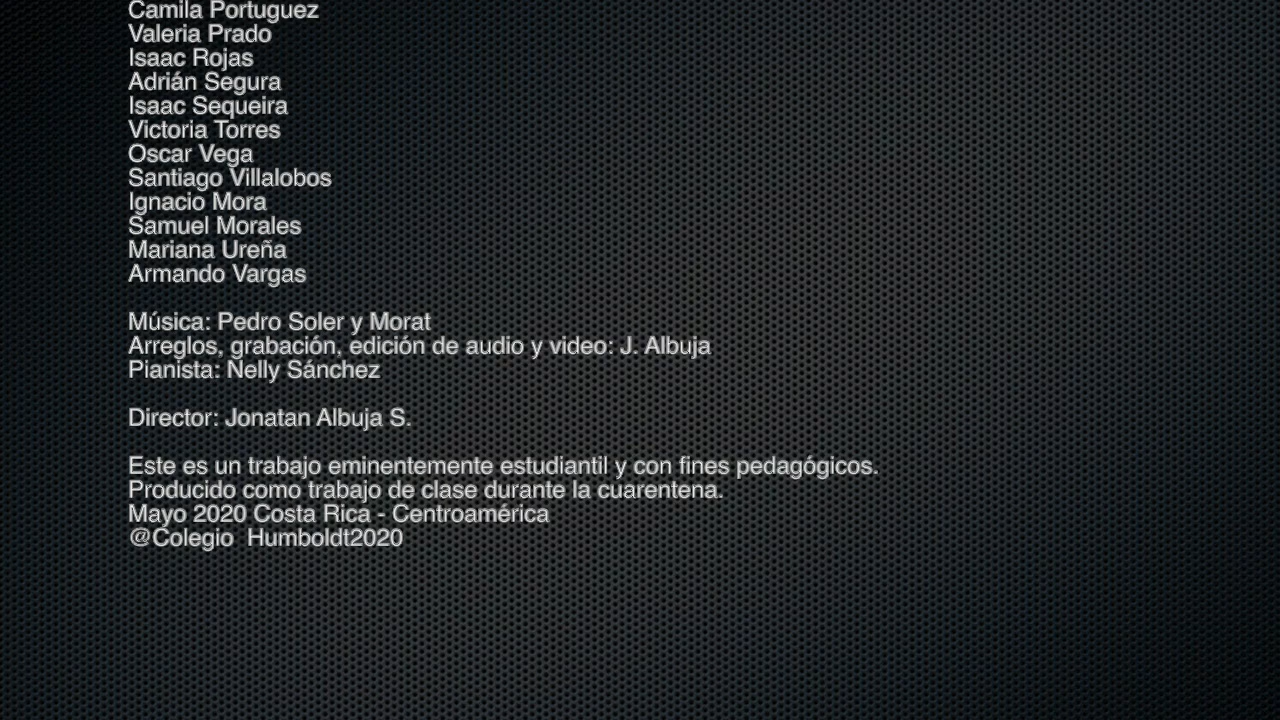 Camila Portuguez
Valeria Prado
Isaac Rojas
Adrián Segura
Isaac Sequeira
Victoria Torres
Oscar Vega
Santiago Villalobos
Ignacio Mora
Samuel Morales
Mariana Ureña
Armando Vargas
Música: Pedro Soler y Morat
Arreglos, grabación, edición de audio y video: J. Albuja
Pianista: Nelly Sánchez
Director: Jonatan Albuja S.
Este es un trabajo eminentemente estudiantil y con fines pedagógicos.
Producido como trabajo de clase durante la cuarentena.
Mayo 2020 Costa Rica - Centroamérica
@Colegio  Humboldt2020